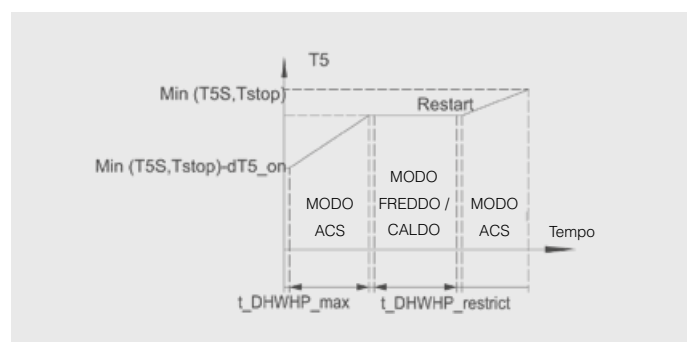 T5
Min (T5S,Tstop)
Restart
Min (T5S,Tstop)-dT5_on
MODO
ACS
MODO
FREDDO /
CALDO
MODO
ACS
Tempo
t_DHWHP_max
t_DHWHP_restrict